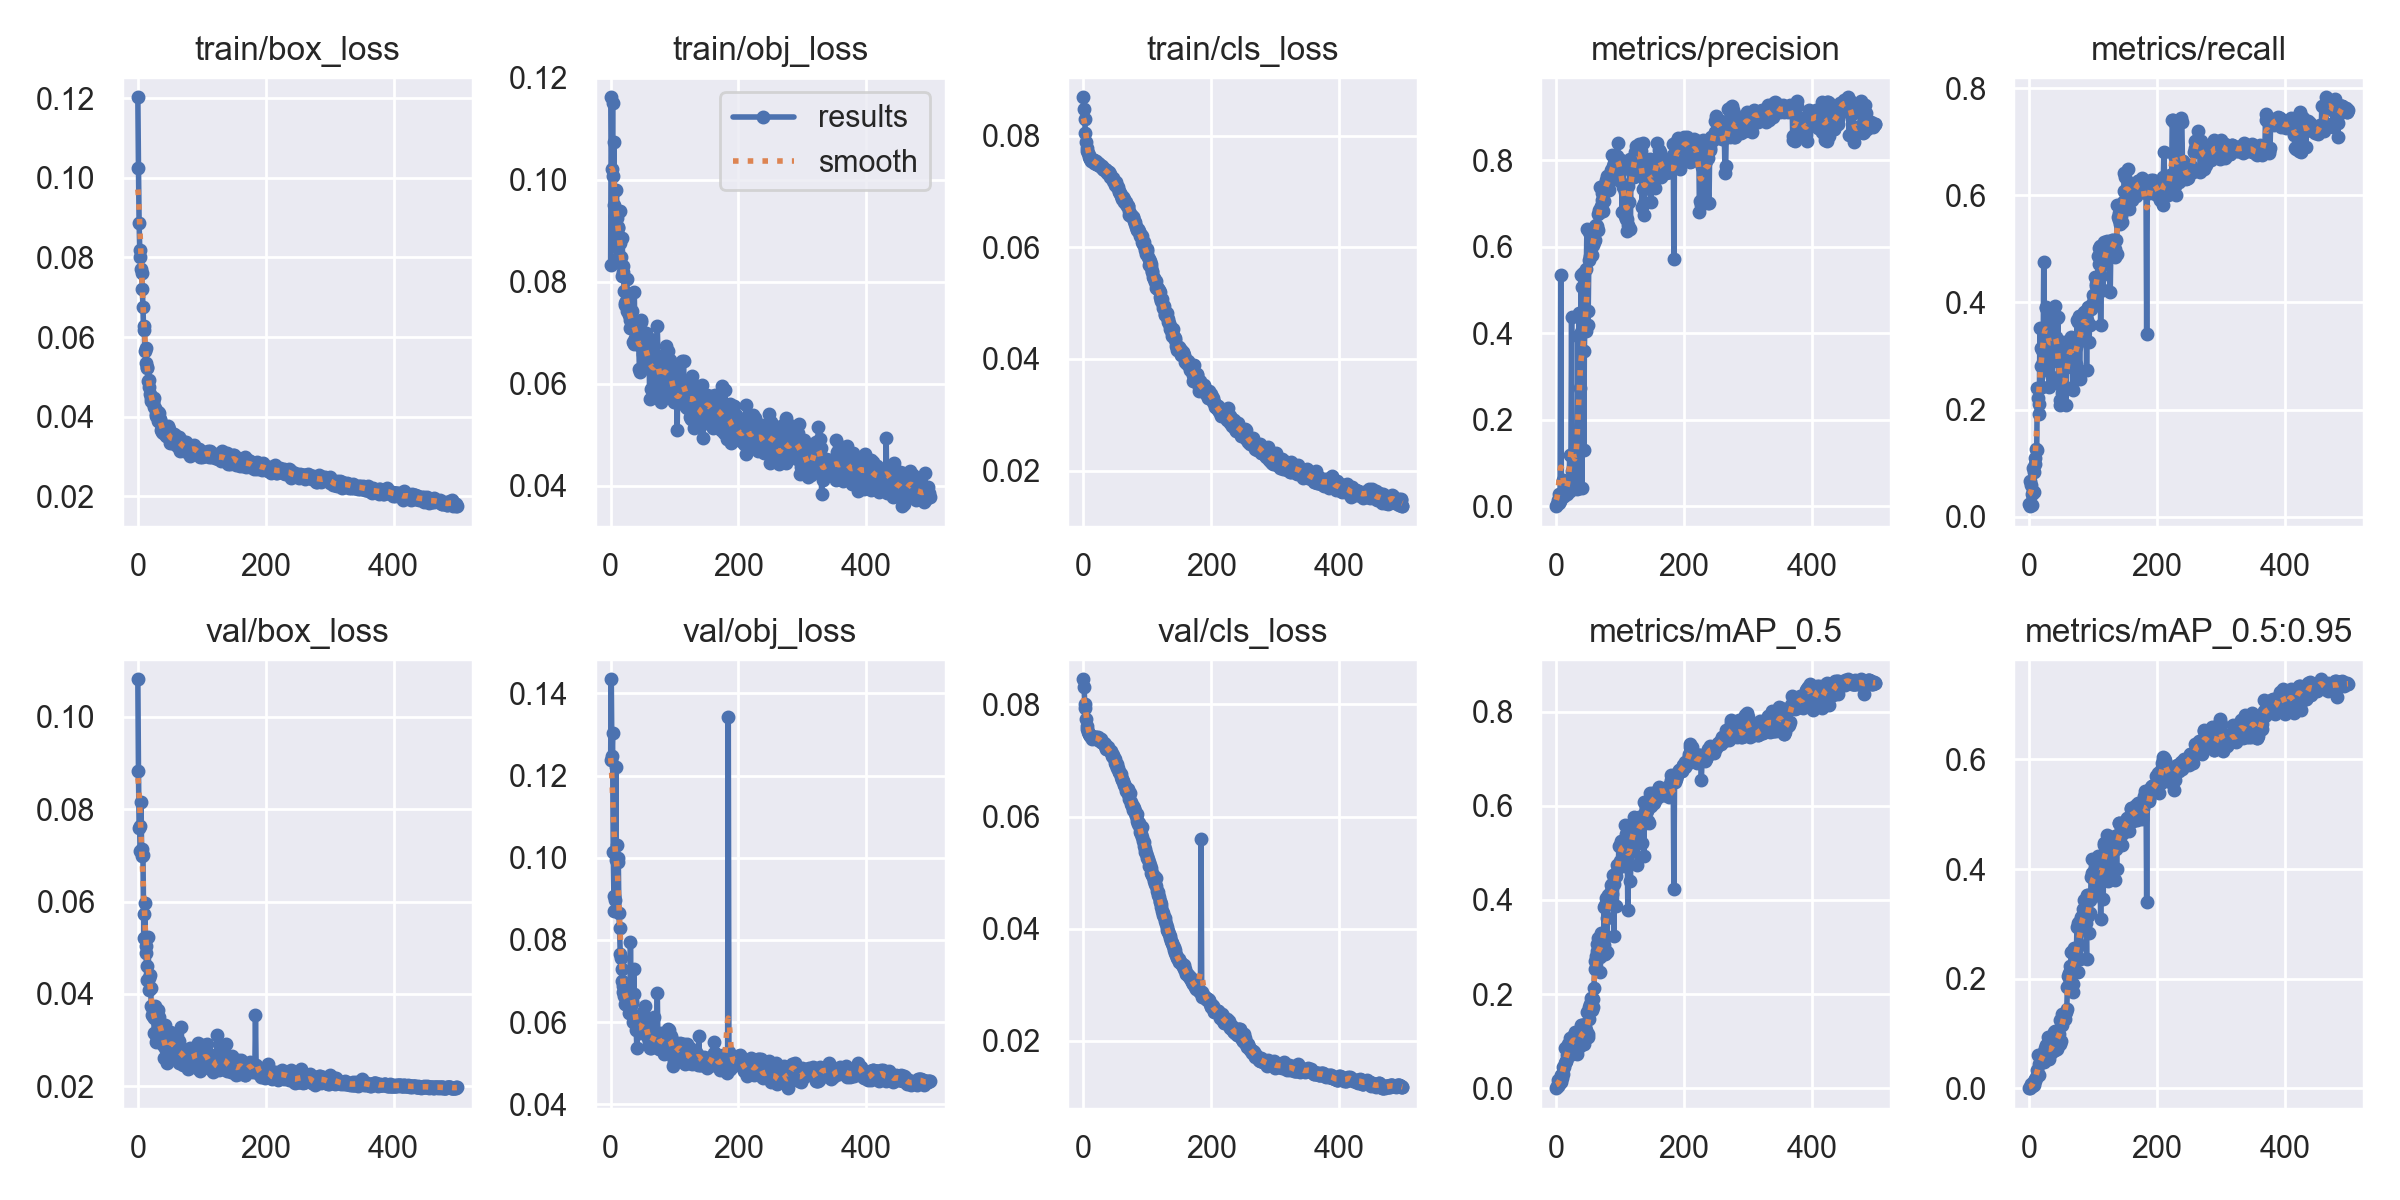 train/box_loss
0.12
0.10
0.08
0.06
0.04
0.02
0 200 400
train/obj_loss
results
smooth
0.12
0.10
0.08
0.06
0.04
0 200 400
train/cls_loss
0.08
0.06
0.04
0.02
0 200 400
metrics/precision
0.8
0.6
0.4
0.2
0.0
0 200 400
metrics/recall
0.8
0.6
0.4
0.2
0.0
0 200 400
val/box_loss
0.10
0.08
0.06
0.04
0.02
0 200 400
val/obj_loss
0.14
0.12
0.10
0.08
0.06
0.04
0 200 400
val/cls_loss
0.08
0.06
0.04
0.02
0 200 400
metrics/mAP_0.5
0.8
0.6
0.4
0.2
0.0
0 200 400
metrics/mAP_0.5:0.95
0.6
0.4
0.2
0.0
0 200 400